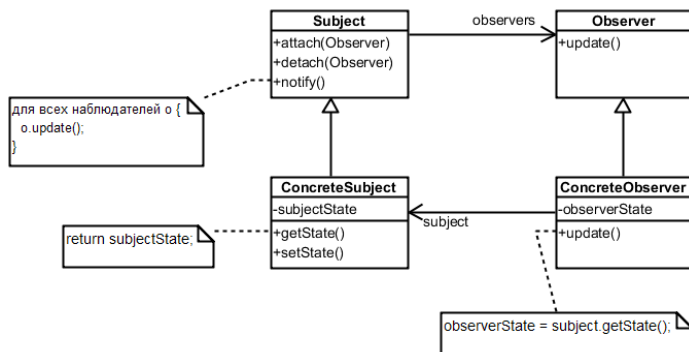 Subject
+attach(Observer)
+detach(Observer)
+notify()
observers
Observer
+update()
для всех наблюдателей o {
o.update();
}
ConcreteSubject
-subjectState
+getState()
+setState()
subject
ConcreteObserver
-observerState
+update()
return subjectState;
observerState = subject.getState();